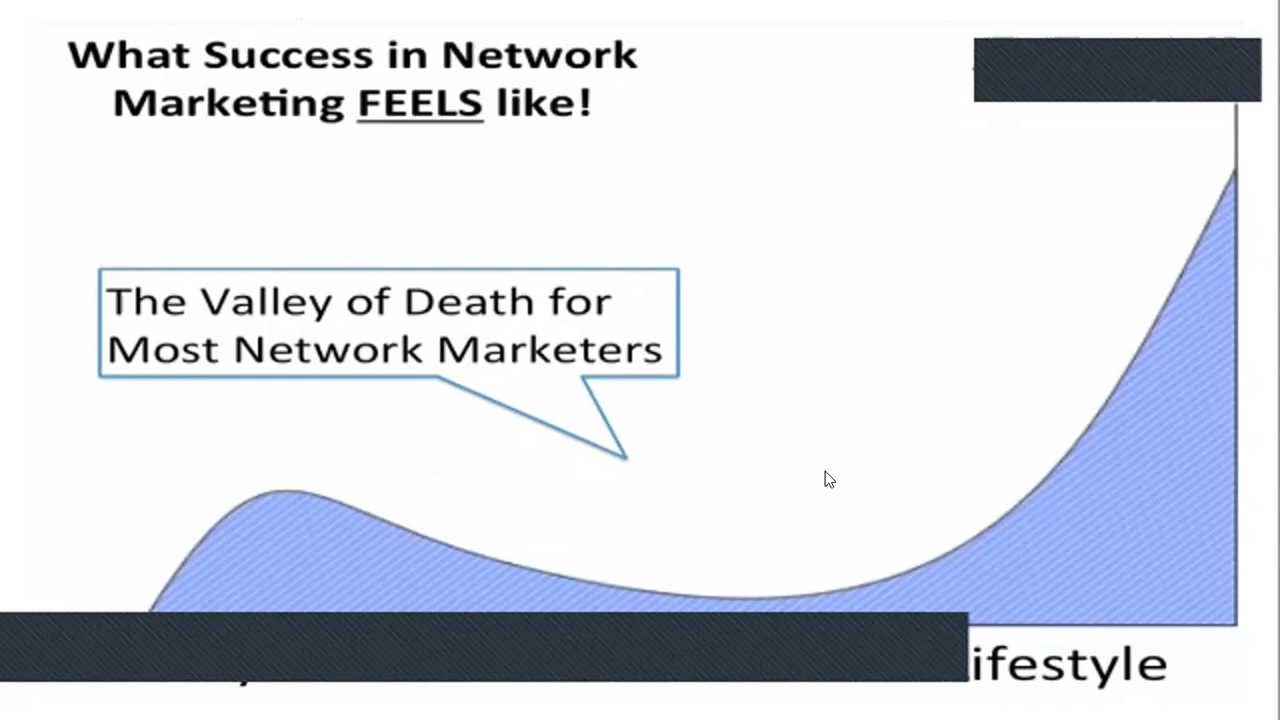 What Success in Network
Marketing FEELS like!
The Valley of Death for
Most Network Marketers
ifestyle